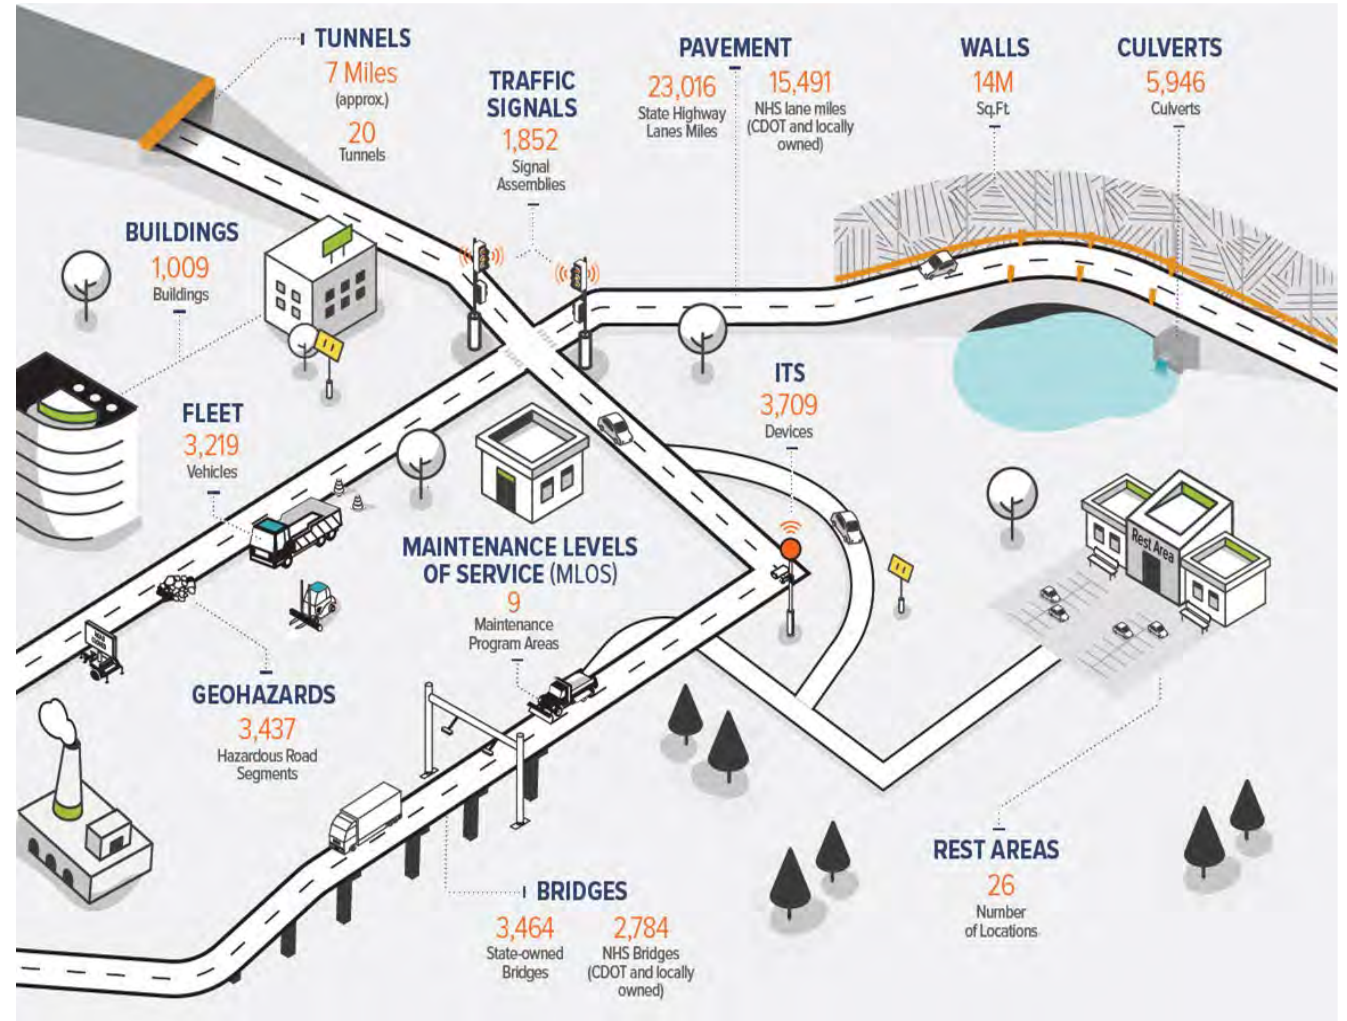 TUNNELS
7 Miles
(approx.)
20
Tunnels
TRAFFIC
SIGNALS
1,852
Signal
Assemblies
PAVEMENT
23,016
State Highway
Lanes Miles
15,491
NHS lane miles
(CDOT and locally
owned)
WALLS
14M
Sq.Ft.
CULVERTS
5,946
Culverts
BUILDINGS
1,009
Buildings
FLEET
3,219
Vehicles
ITS
3,709
Devices
MAINTENANCE LEVELS
OF SERVICE (MLOS)
9
Maintenance
Program Areas
Rest Area
GEOHAZARDS
3,437
Hazardous Road
Segments
REST AREAS
26
Number
of Locations
BRIDGES
3,464
State-owned
Bridges
2,784
NHS Bridges
(CDOT and locally
owned)